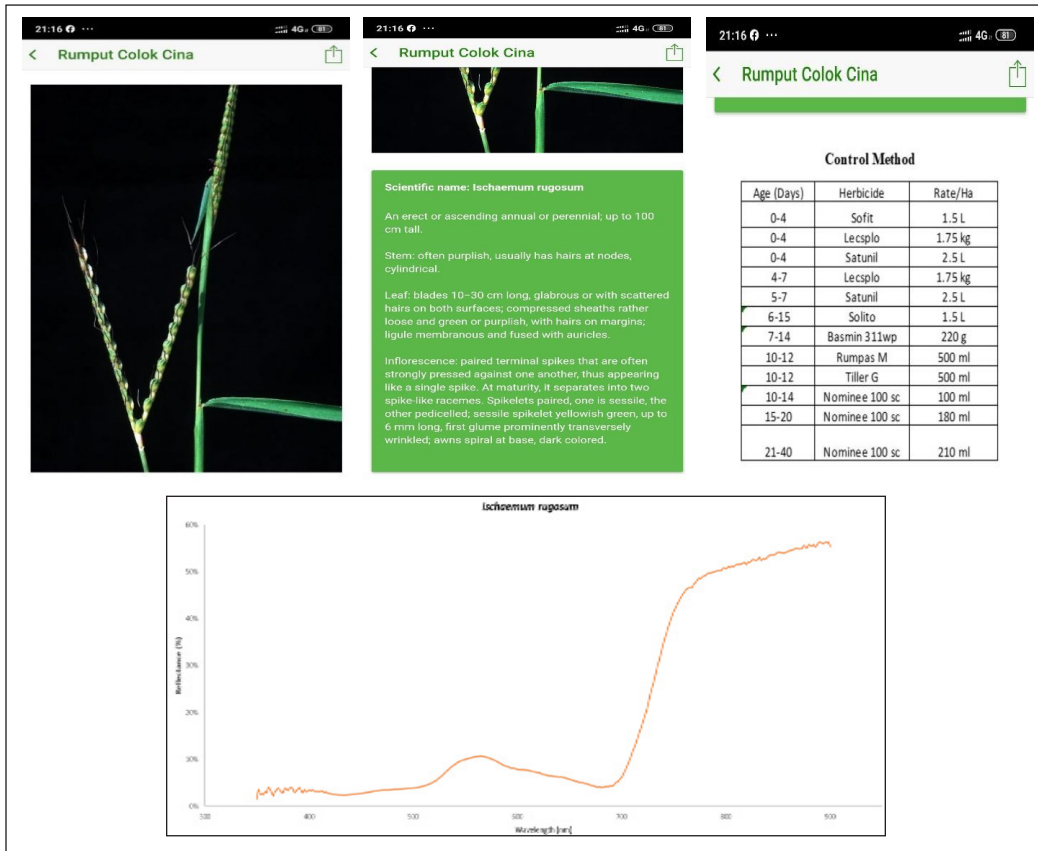 21:16 ··· 4G 81
Rumput Colok Cina
21:16 ··· 4G 81
Rumput Colok Cina
Scientific name: Ischaemum rugosum
An erect or ascending annual or perennial; up to 100
cm tall.
Stem: often purplish, usually has hairs at nodes,
cylindrical.
Leaf: blades 10–30 cm long, glabrous or with scattered
hairs on both surfaces; compressed sheaths rather
loose and green or purplish, with hairs on margins;
ligule membranous and fused with auricles.
Inflorescence: paired terminal spikes that are often
strongly pressed against one another, thus appearing
like a single spike. At maturity, it separates into two
spike-like racemes. Spikelets paired, one is sessile, the
other pedicelled; sessile spikelet yellowish green, up to
6 mm long, first glume prominently transversely
wrinkled; awns spiral at base, dark colored.
21:16 ··· 4G 81
Rumput Colok Cina
Control Method
Age (Days) Herbicide Rate/Ha
0-4 Sofit 1.5 L
0-4 Lecsplo 1.75 kg
0-4 Satunil 2.5 L
4-7 Lecsplo 1.75 kg
5-7 Satunil 2.5 L
6-15 Solito 1.5 L
7-14 Basmin 311wp 220 g
10-12 Rumpas M 500 ml
10-12 Tiller G 500 ml
10-14 Nominee 100 sc 100 ml
15-20 Nominee 100 sc 180 ml
21-40 Nominee 100 sc 210 ml
Ischaemum rugosum
60%
50%
40%
30%
20%
10%
0%
Reflectance (%)
300 400 500 600 700 800 900
Wavelength [nm]